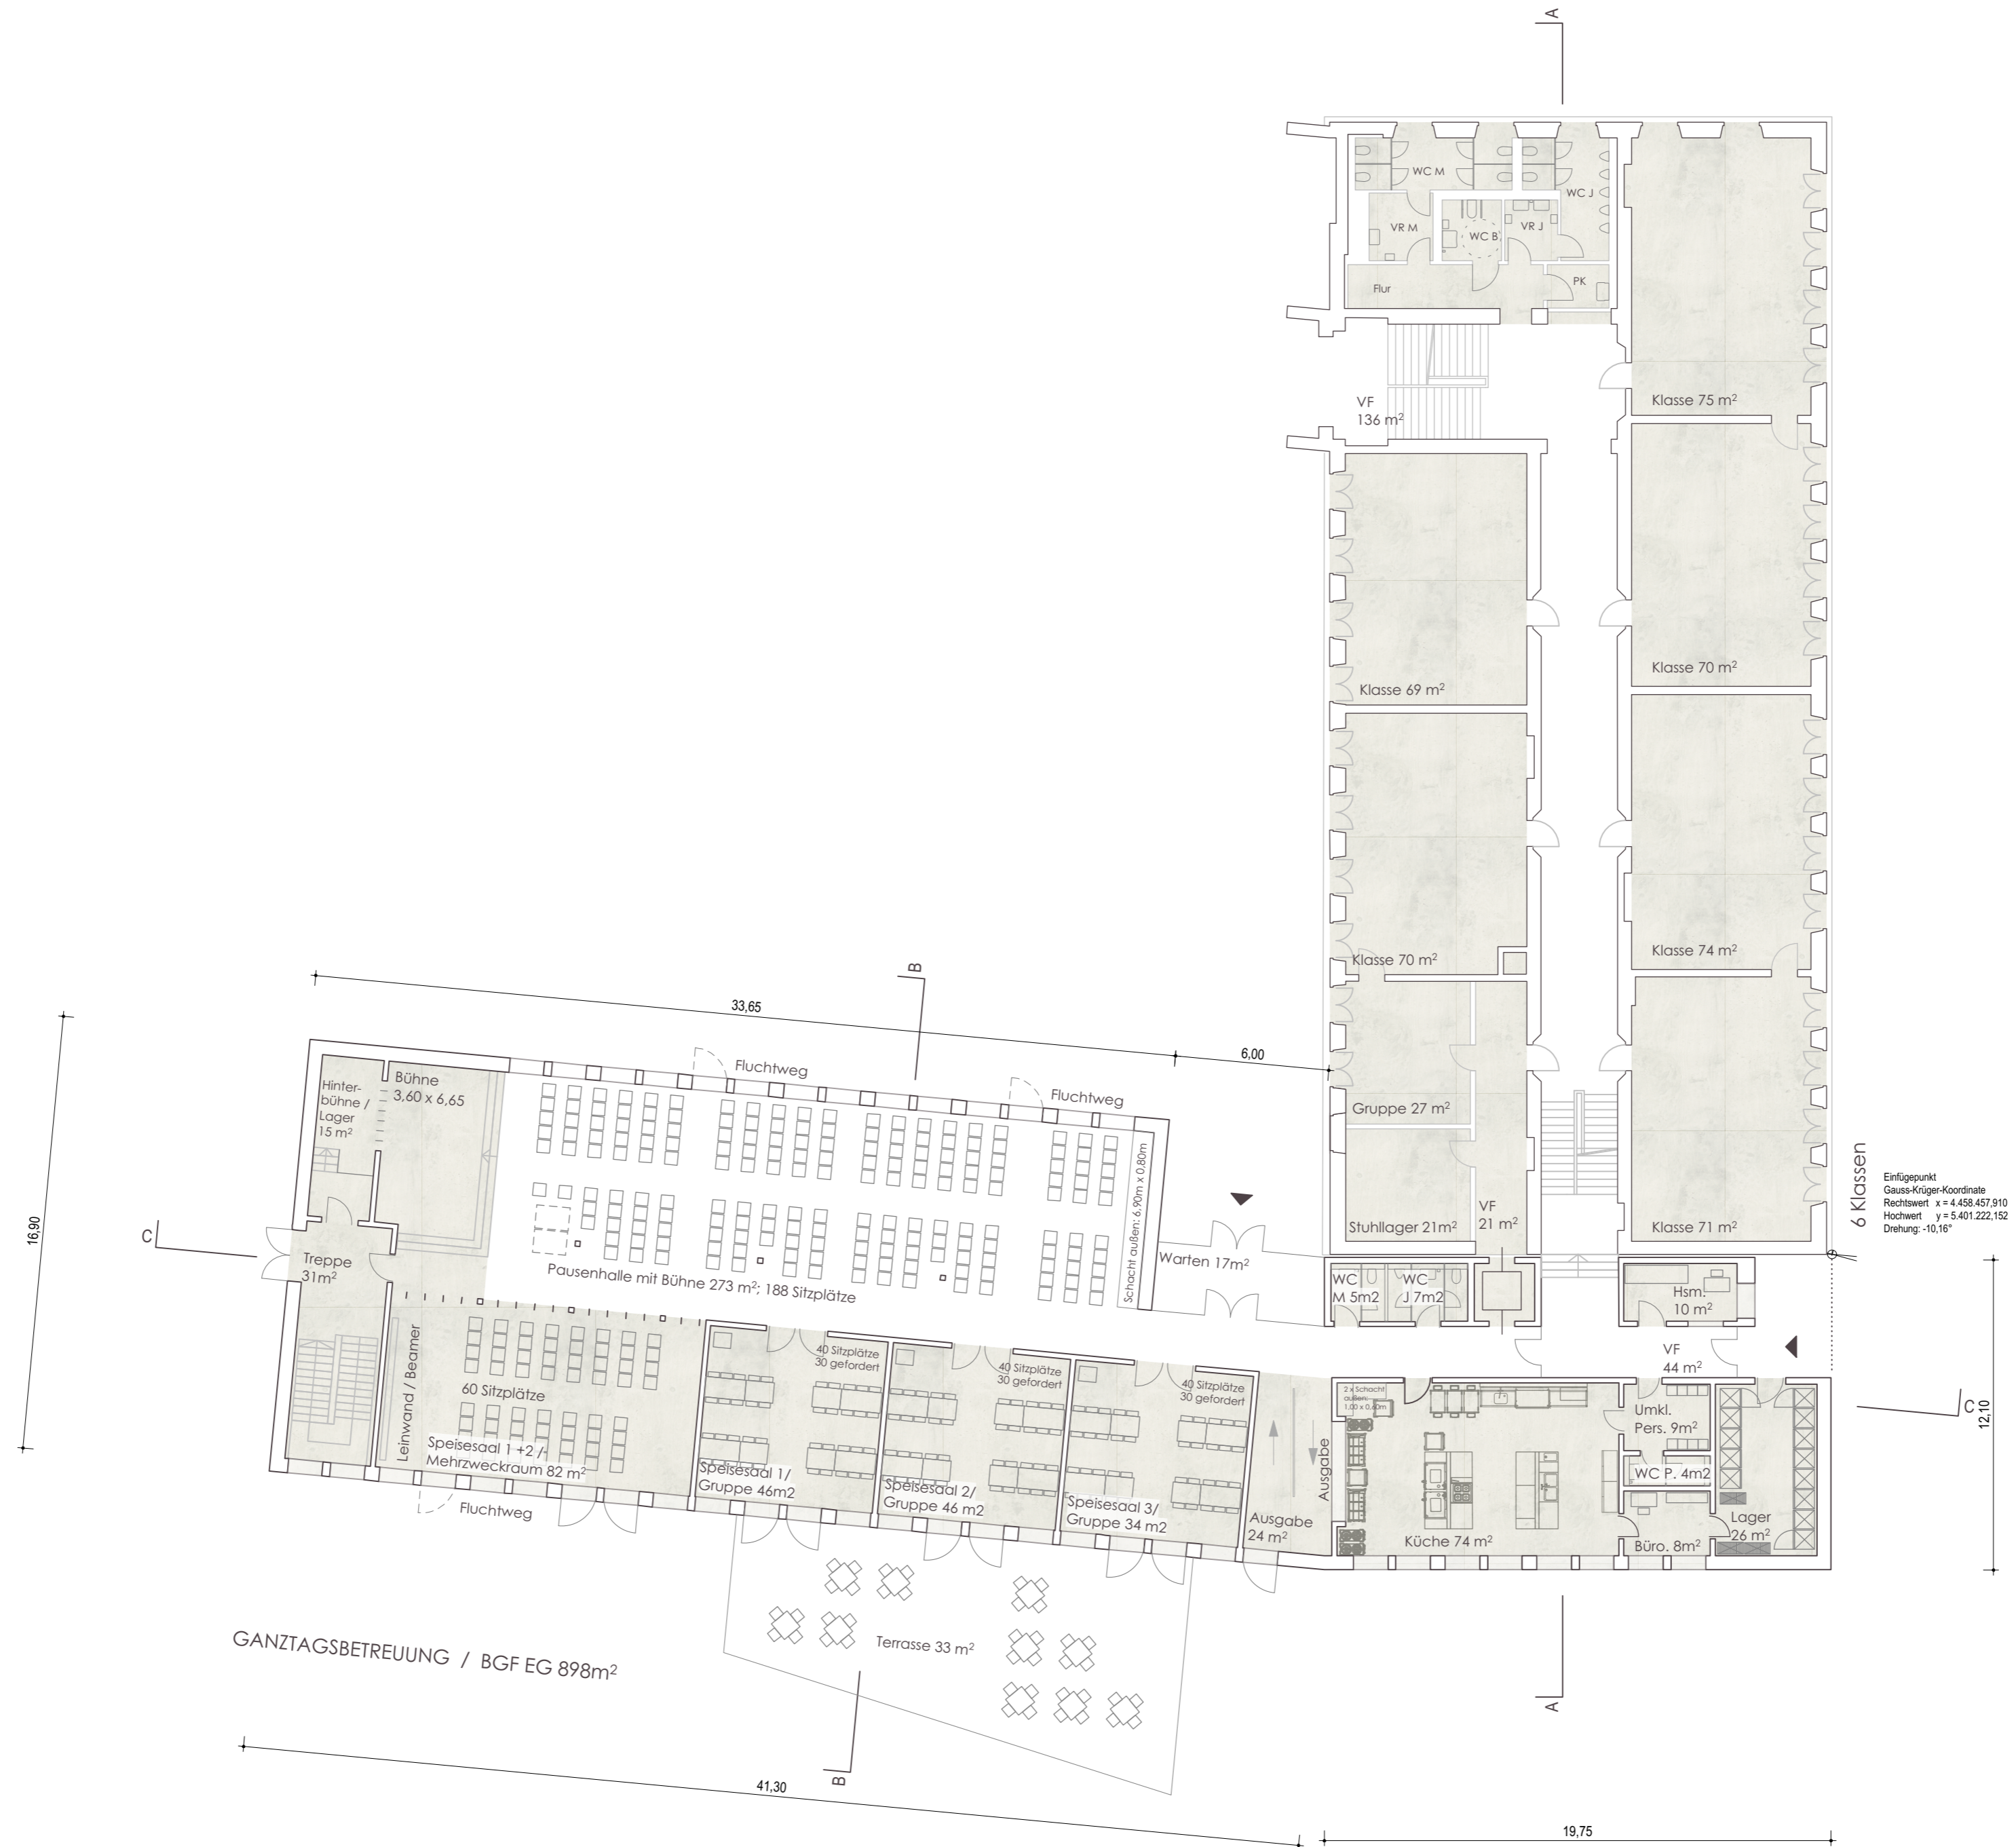 A
WC M
WC J
VR M
WC B
VR J
Flur
PK
VF
136 m²
Klasse 75 m²
Klasse 69 m²
Klasse 70 m²
Klasse 70 m²
Klasse 74 m²
Gruppe 27 m²
Stuhllager 21m²
VF
21 m²
Klasse 71 m²
6 Klassen
Einfügepunkt
Gauss-Krüger-Koordinate
Rechtswert x = 4.458.457,910
Hochwert y = 5.401.222,152
Drehung: -10,16°
B
33,65
6,00
16,90
C
Fluchtweg
Fluchtweg
Hinter-
bühne /
Lager
15 m²
Bühne
3,60 x 6,65
Schacht außen: 6,90m x 0,80m
Treppe
31m²
Pausenhalle mit Bühne 273 m²; 188 Sitzplätze
Warten 17m²
WC
M 5m2
WC
J 7m2
Hsm.
10 m²
VF
44 m²
Leinwand / Beamer
60 Sitzplätze
Speisesaal 1 +2 /
Mehrzweckraum 82 m²
Fluchtweg
40 Sitzplätze
30 gefordert
Speisesaal 1/
Gruppe 46m2
40 Sitzplätze
30 gefordert
Speisesaal 2/
Gruppe 46 m2
40 Sitzplätze
30 gefordert
Speisesaal 3/
Gruppe 34 m2
Ausgabe
24 m²
Ausgabe
2 x Schacht
außen:
1,00 x 0,60m
Küche 74 m²
Umkl.
Pers. 9m²
WC P. 4m2
Büro. 8m²
Lager
26 m²
C
12,10
Terrasse 33 m²
GANZTAGSBETREUUNG / BGF EG 898m²
A
B
41,30
19,75